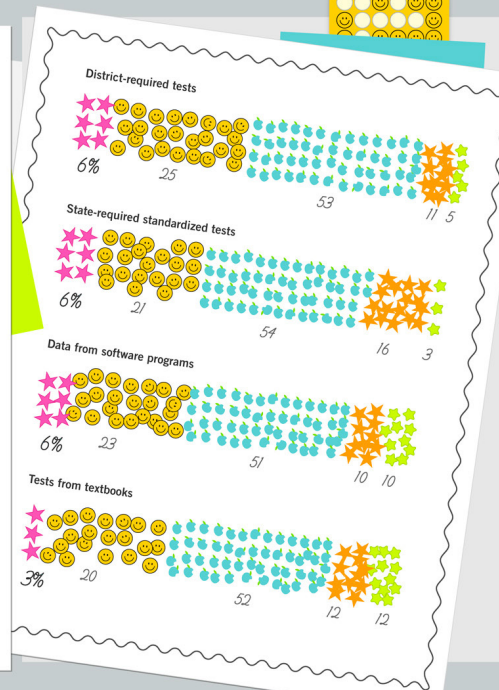 District-required tests
6% 25 53 11 5
State-required standardized tests
6% 21 54 16 3
Data from software programs
6% 23 51 10 10
Tests from textbooks
3% 20 52 12 12